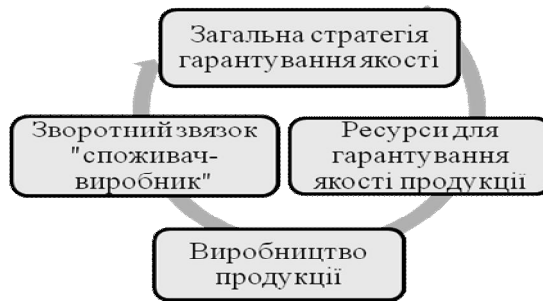 Загальна стратегія
гарантування якості
Зворотний звязок
"споживач-
виробник"
Ресурси для
гарантування
якості продукції
Виробництво
продукції